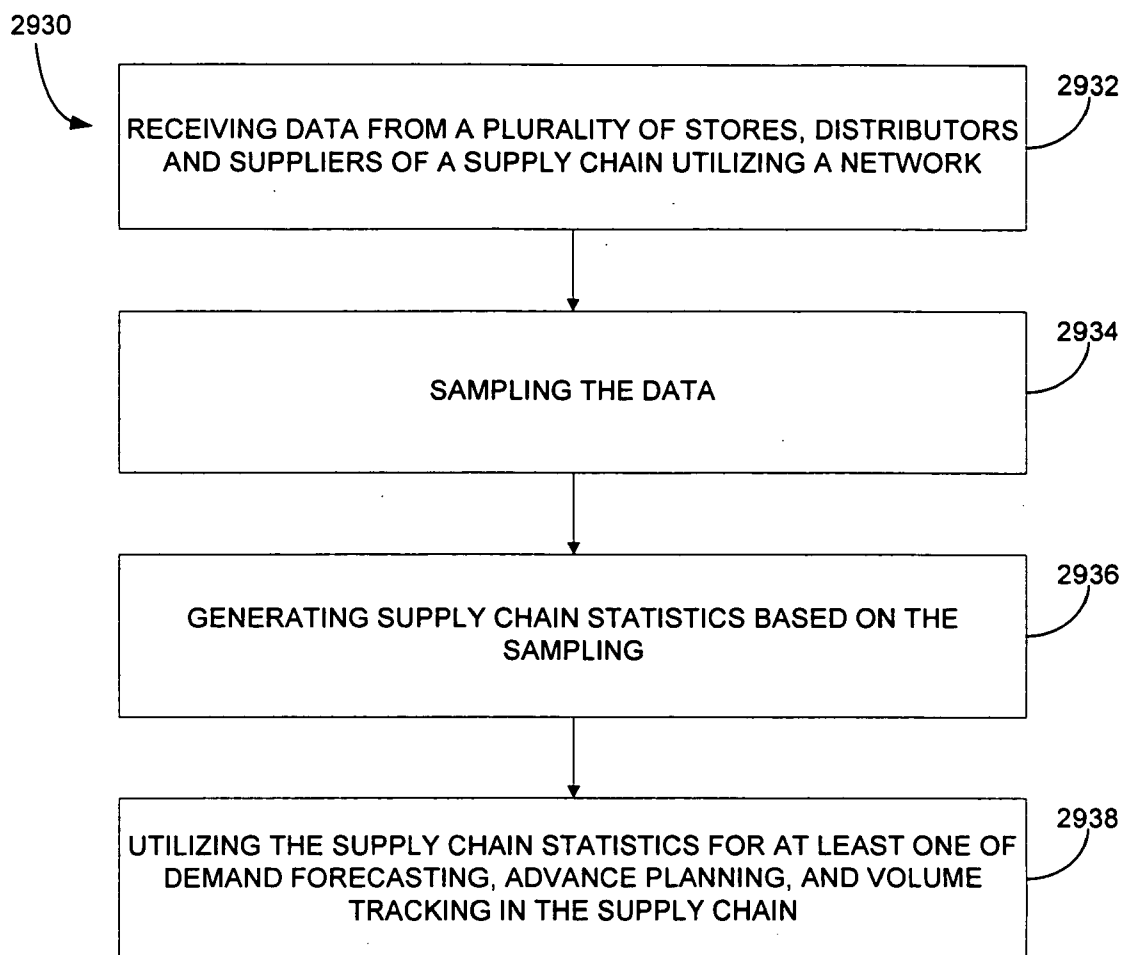 2930
2932
RECEIVING DATA FROM A PLURALITY OF STORES, DISTRIBUTORS
AND SUPPLIERS OF A SUPPLY CHAIN UTILIZING A NETWORK
2934
SAMPLING THE DATA
2936
GENERATING SUPPLY CHAIN STATISTICS BASED ON THE
SAMPLING
2938
UTILIZING THE SUPPLY CHAIN STATISTICS FOR AT LEAST ONE OF
DEMAND FORECASTING, ADVANCE PLANNING, AND VOLUME
TRACKING IN THE SUPPLY CHAIN